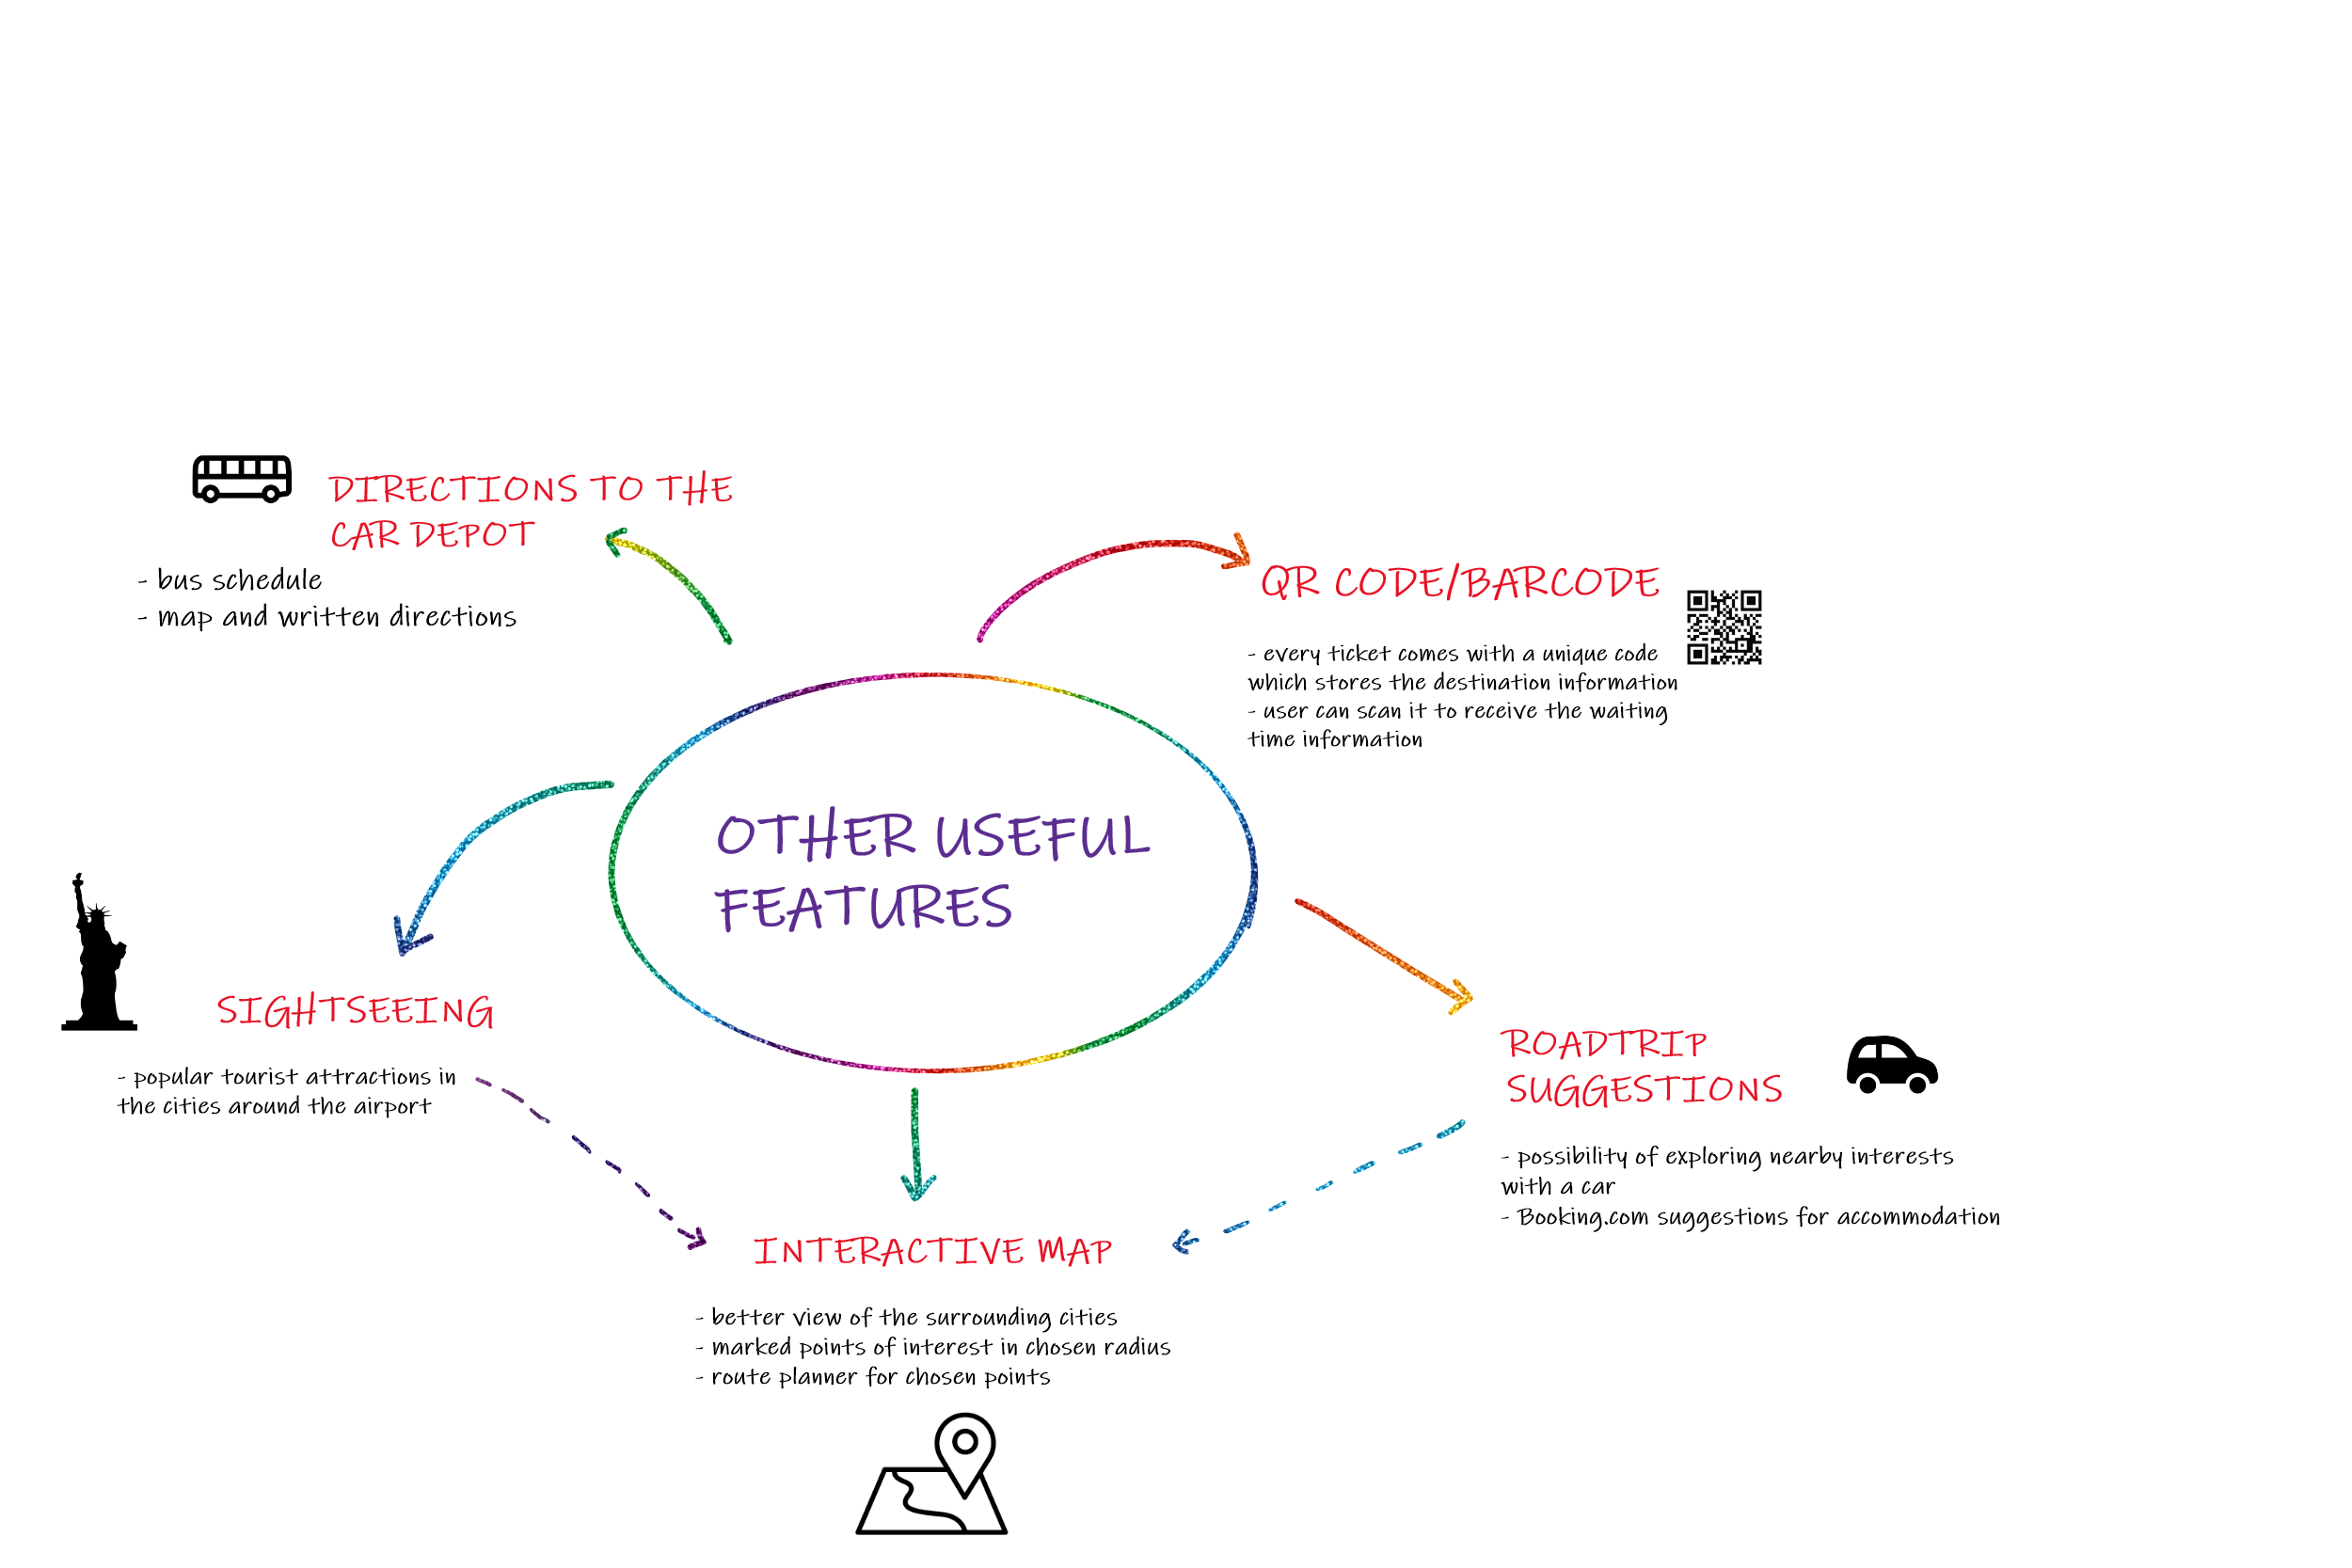 DIRECTIONS TO THE
CAR DEPOT
- bus schedule
- map and written directions
QR CODE/BARCODE
- every ticket comes with a unique code
which stores the destination information
- user can scan it to receive the waiting
time information
OTHER USEFUL
FEATURES
SIGHTSEEING
- popular tourist attractions in
the cities around the airport
ROADTRIP
SUGGESTIONS
- possibility of exploring nearby interests
with a car
- Booking.com suggestions for accommodation
INTERACTIVE MAP
- better view of the surrounding cities
- marked points of interest in chosen radius
- route planner for chosen points